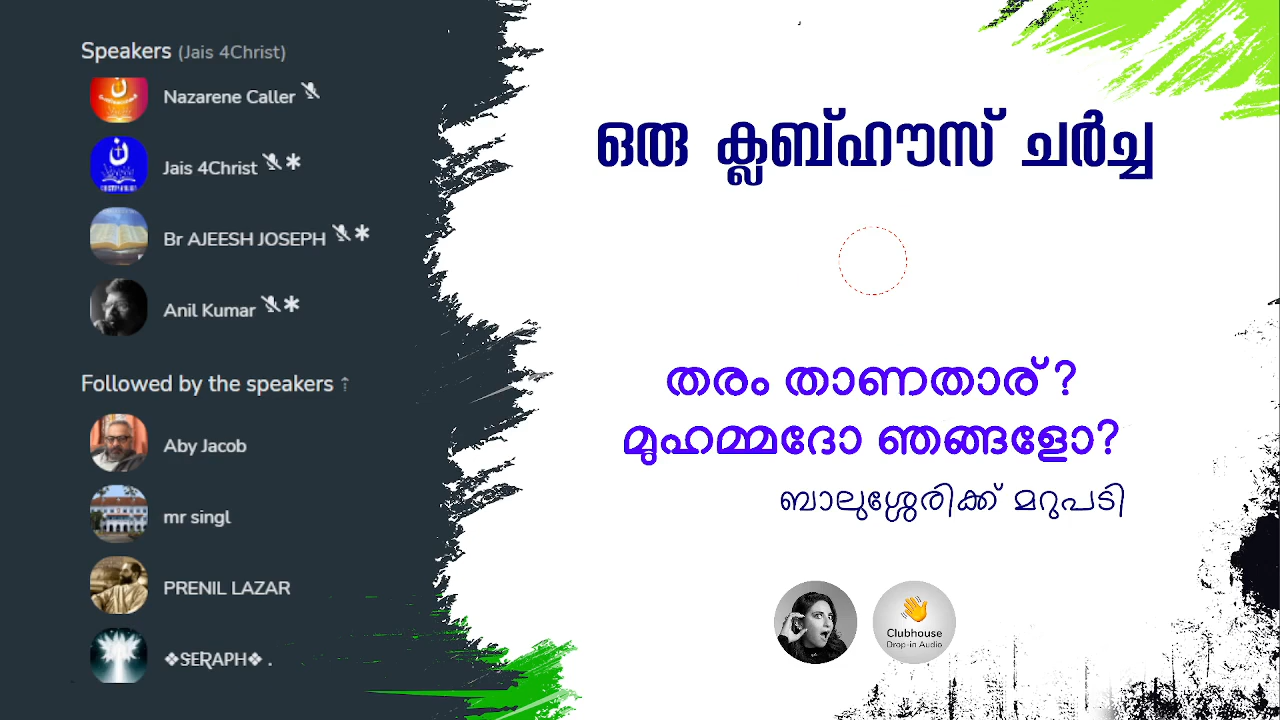 Speakers (Jais 4Christ)
Nazarene Caller
Jais 4Christ
Br AJEESH JOSEPH
Anil Kumar
Followed by the speakers
Aby Jacob
mr singl
PRENIL LAZAR
❖SERAPH❖ .
ഒരു ക്ലബ്ഹൗസ് ചർച്ച
തരം താണതാര് ?
മുഹമ്മദോ ഞങ്ങളോ?
ബാലുശ്ശേരിക്ക് മറുപടി
Clubhouse
Drop-in Audio